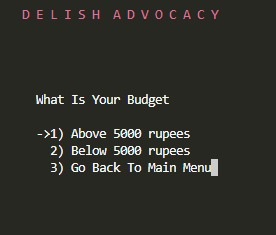 D E L I S H  A D V O C A C Y
What Is Your Budget
->1) Above 5000 rupees
2) Below 5000 rupees
3) Go Back To Main Menu